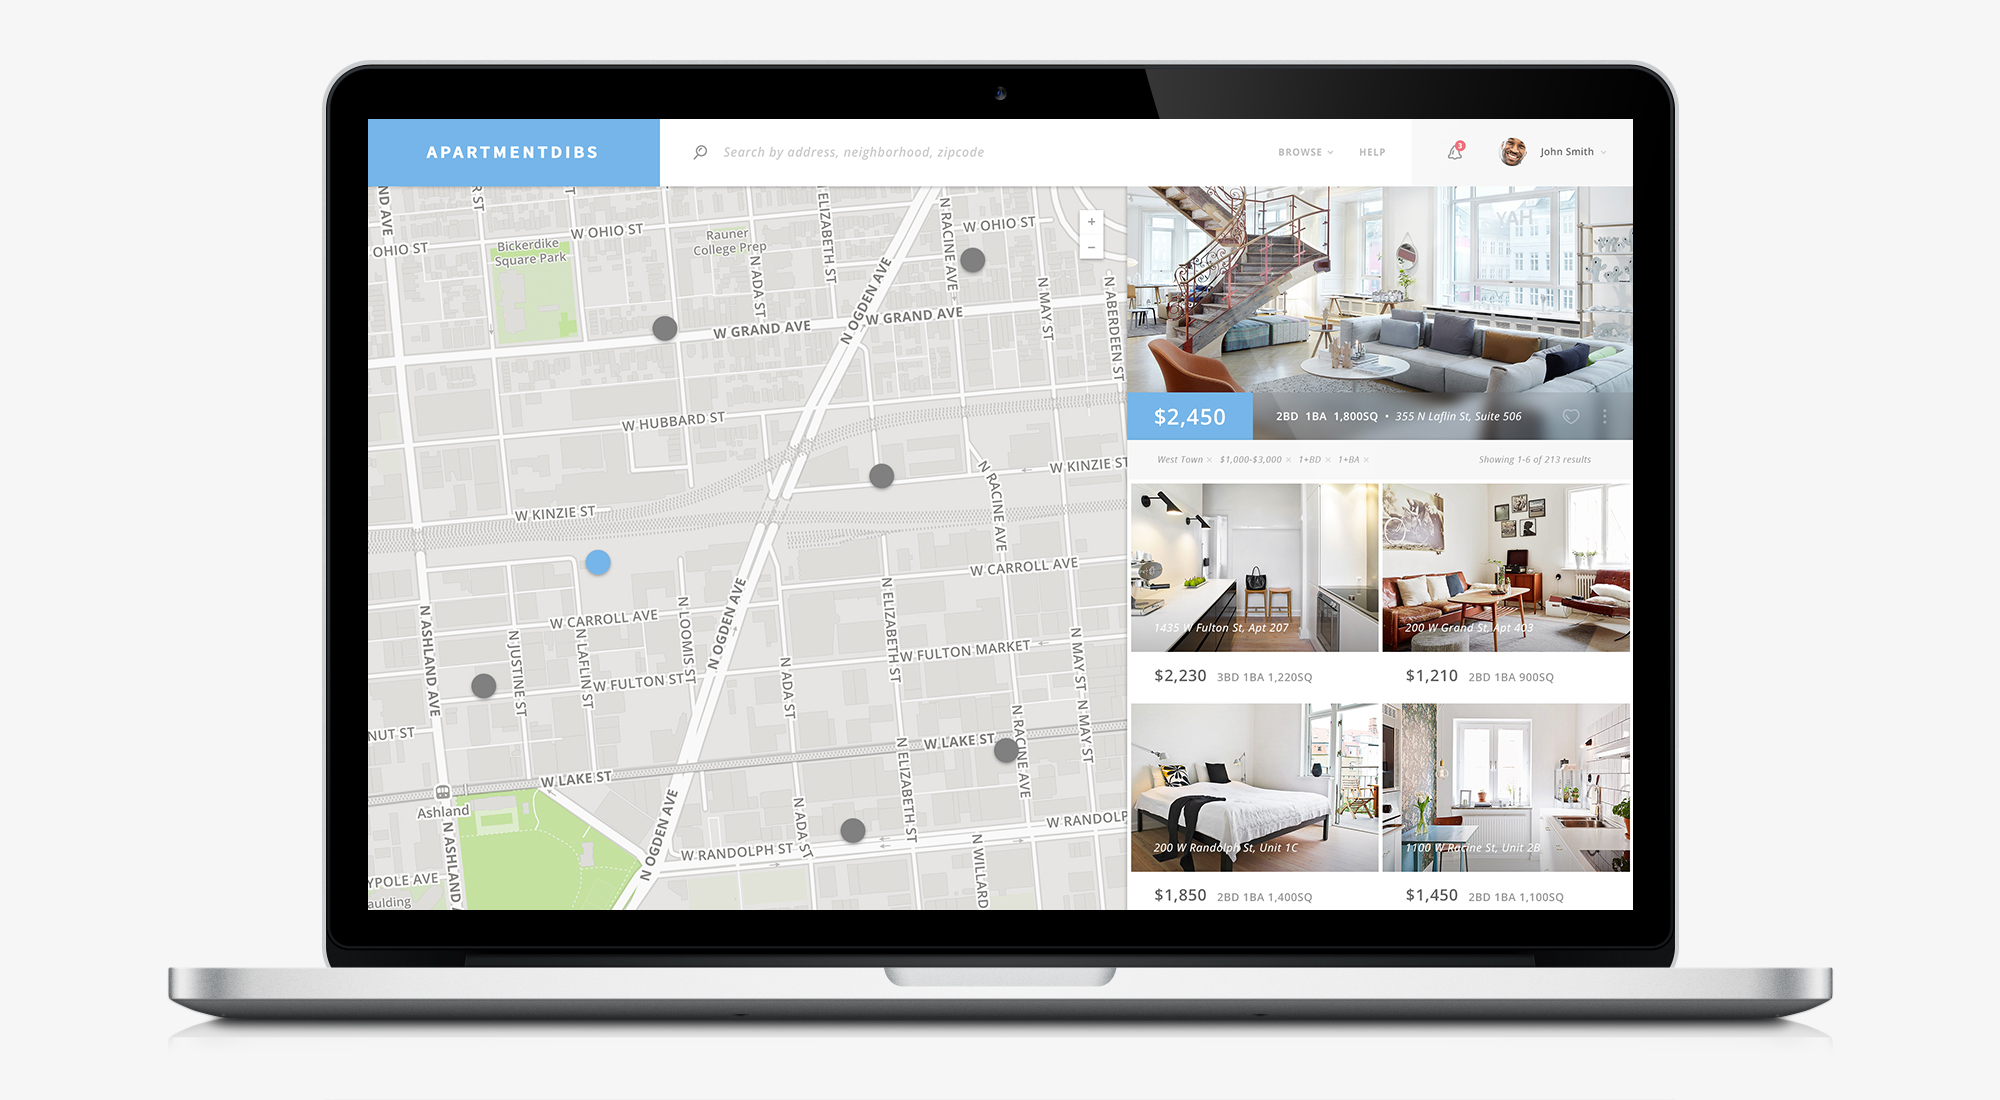 APARTMENTDIBS
Search by address, neighborhood, zipcode
BROWSE
HELP
3
John Smith
ND AVE
R ST
W OHIO ST
OHIO ST
Bickerdike
Square Park
Rauner
College Prep
N ADA ST
ELIZABETH ST
N OGDEN AVE
N RACINE AVE
W OHIO ST
N MAY ST
N ABERDEEN ST
+
−
W GRAND AVE
W GRAND AVE
W HUBBARD ST
W KINZIE ST
N RACINE AVE
W KINZIE ST
W CARROLL AVE
W CARROLL AVE
N ASHLAND AVE
N JUSTINE ST
N LAFLIN ST
N LOOMIS ST
N OGDEN AVE
N ELIZABETH ST
W FULTON MARKET
N MAY ST
W FULTON ST
N ADA ST
NUT ST
N RACINE AVE
N MAY ST
W LAKE ST
W LAKE ST
N ELIZABETH ST
Ashland
N ASHLAND A
N OGDEN AVE
N ADA ST
W RANDOLPH ST
W RANDOLP
N WILLARD
YPOLE AVE
aulding
HAY
$2,450
2BD 1BA 1,800SQ • 355 N Laflin St, Suite 506
West Town × $1,000-$3,000 × 1+BD × 1+BA ×
Showing 1-6 of 213 results
1435 W Fulton St, Apt 207
$2,230 3BD 1BA 1,220SQ
200 W Grand St, Apt 403
$1,210 2BD 1BA 900SQ
200 W Randolph St, Unit 1C
$1,850 2BD 1BA 1,400SQ
1100 W Racine St, Unit 2B
$1,450 2BD 1BA 1,100SQ